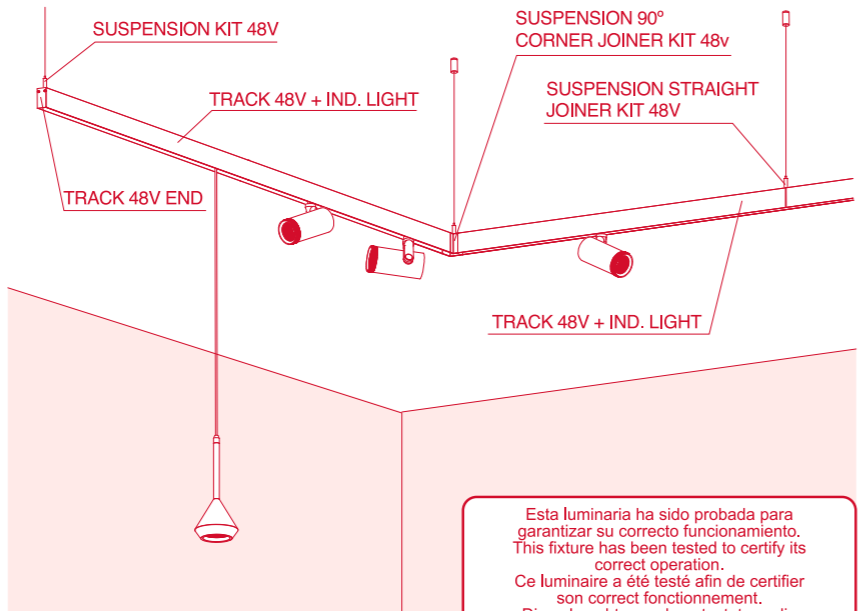 SUSPENSION KIT 48V
SUSPENSION 90º
CORNER JOINER KIT 48v
TRACK 48V + IND. LIGHT
SUSPENSION STRAIGHT
JOINER KIT 48V
TRACK 48V END
TRACK 48V + IND. LIGHT
Esta luminaria ha sido probada para
garantizar su correcto funcionamiento.
This fixture has been tested to certify its
correct operation.
Ce luminaire a été testé afin de certifier
son correct fonctionnement.